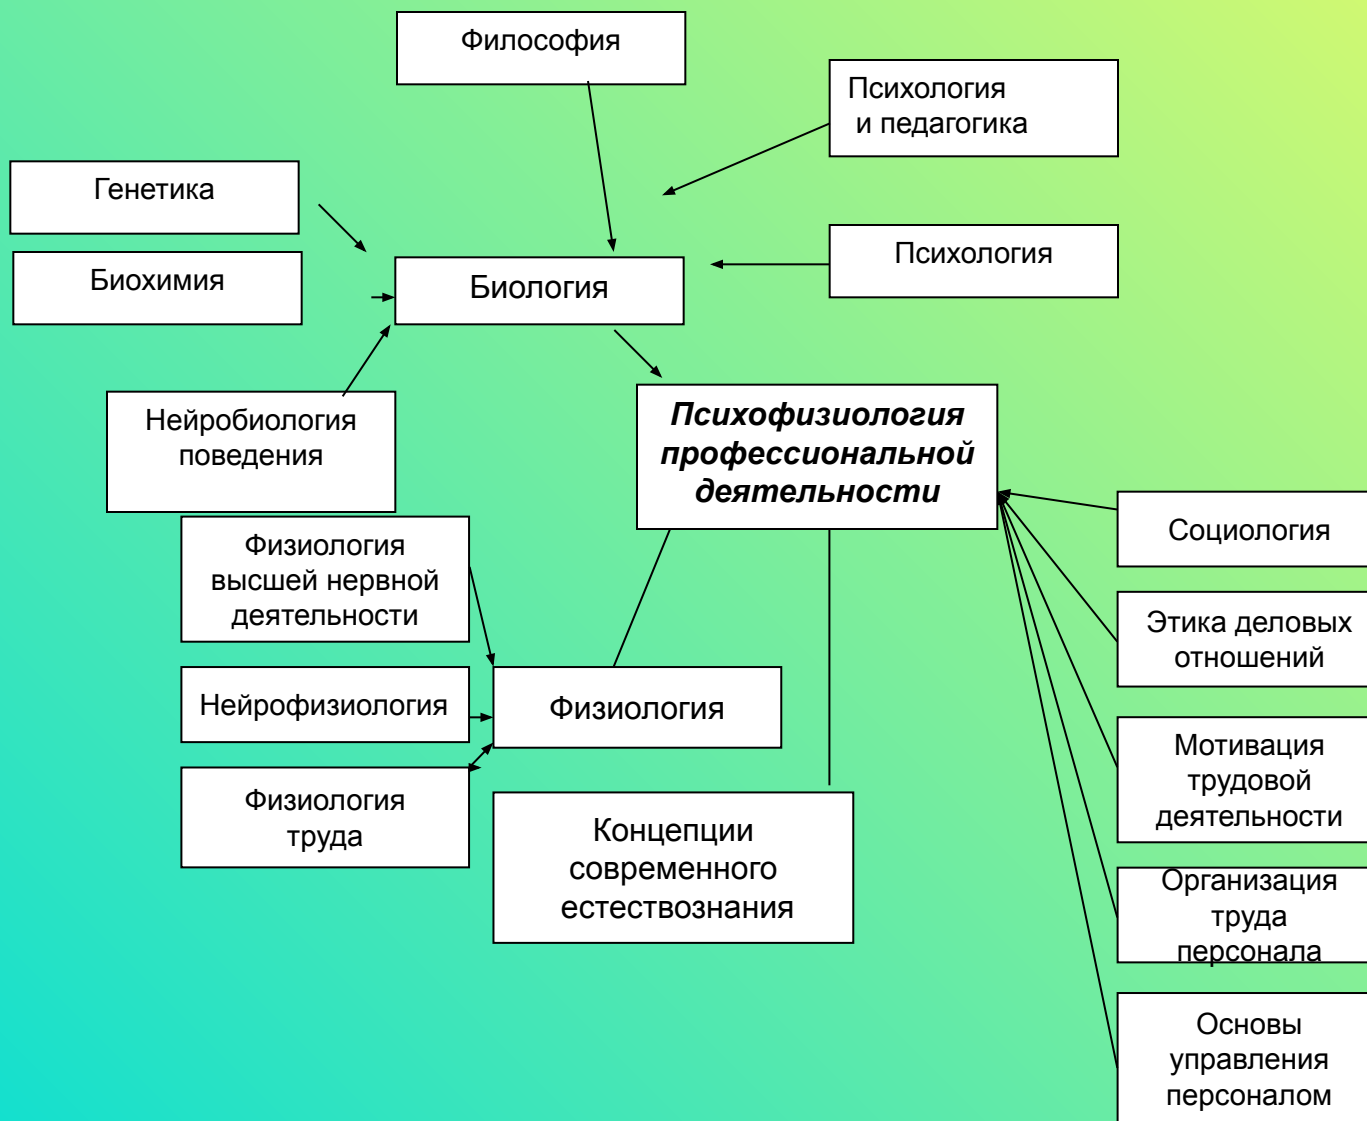 Философия
Психология
и педагогика
Генетика
Психология
Биохимия
Биология
Нейробиология
поведения
Психофизиология
профессиональной
деятельности
Физиология
высшей нервной
деятельности
Социология
Этика деловых
отношений
Нейрофизиология
Физиология
Мотивация
трудовой
деятельности
Физиология
труда
Концепции
современного
естествознания
Организация
труда
персонала
Основы
управления
персоналом